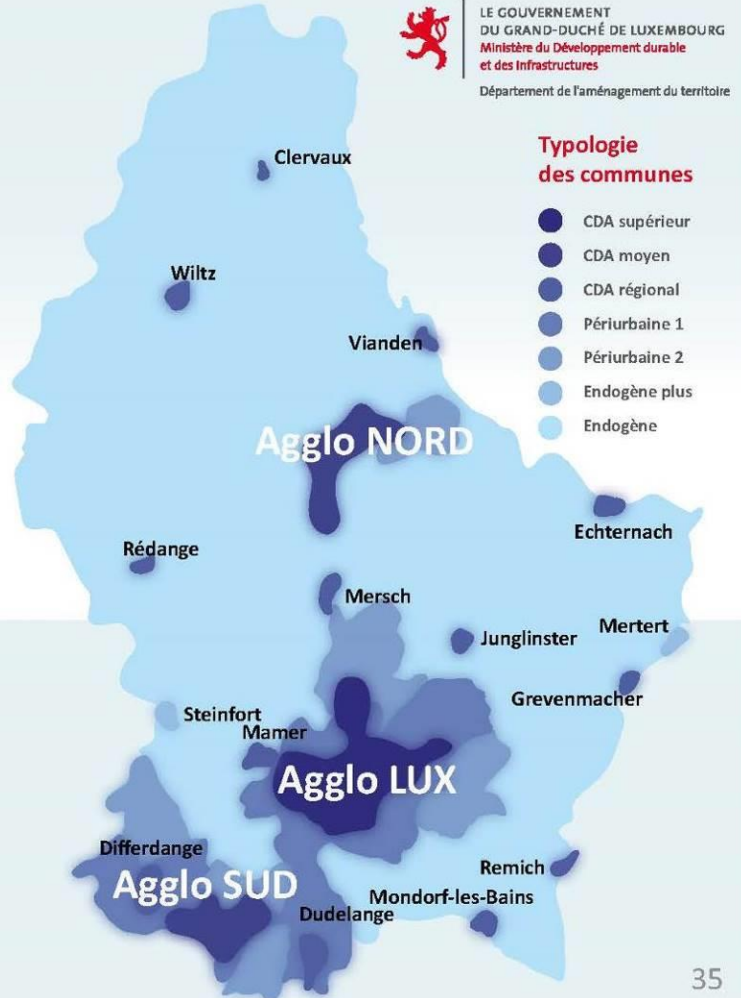 LE GOUVERNEMENT
DU GRAND-DUCHÉ DE LUXEMBOURG
Ministère du Développement durable
et des Infrastructures
Département de l'aménagement du territoire
Typologie
des communes
CDA supérieur
CDA moyen
CDA régional
Périurbaine 1
Périurbaine 2
Endogène plus
Endogène
Clervaux
Wiltz
Vianden
Agglo NORD
Echternach
Rédange
Mersch
Junglinster
Mertert
Grevenmacher
Steinfort
Mamer
Agglo LUX
Differdange
Agglo SUD
Remich
Mondorf-les-Bains
Dudelange
35